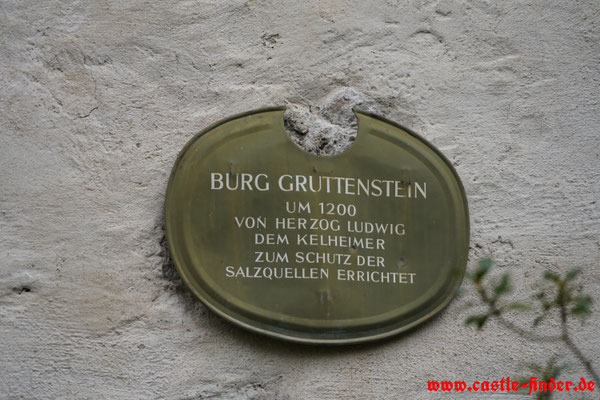 BURG GRUTTENSTEIN
UM 1200
VON HERZOG LUDWIG
DEM KELHEIMER
ZUM SCHUTZ DER
SALZQUELLEN ERRICHTET
www.castle-finder.de